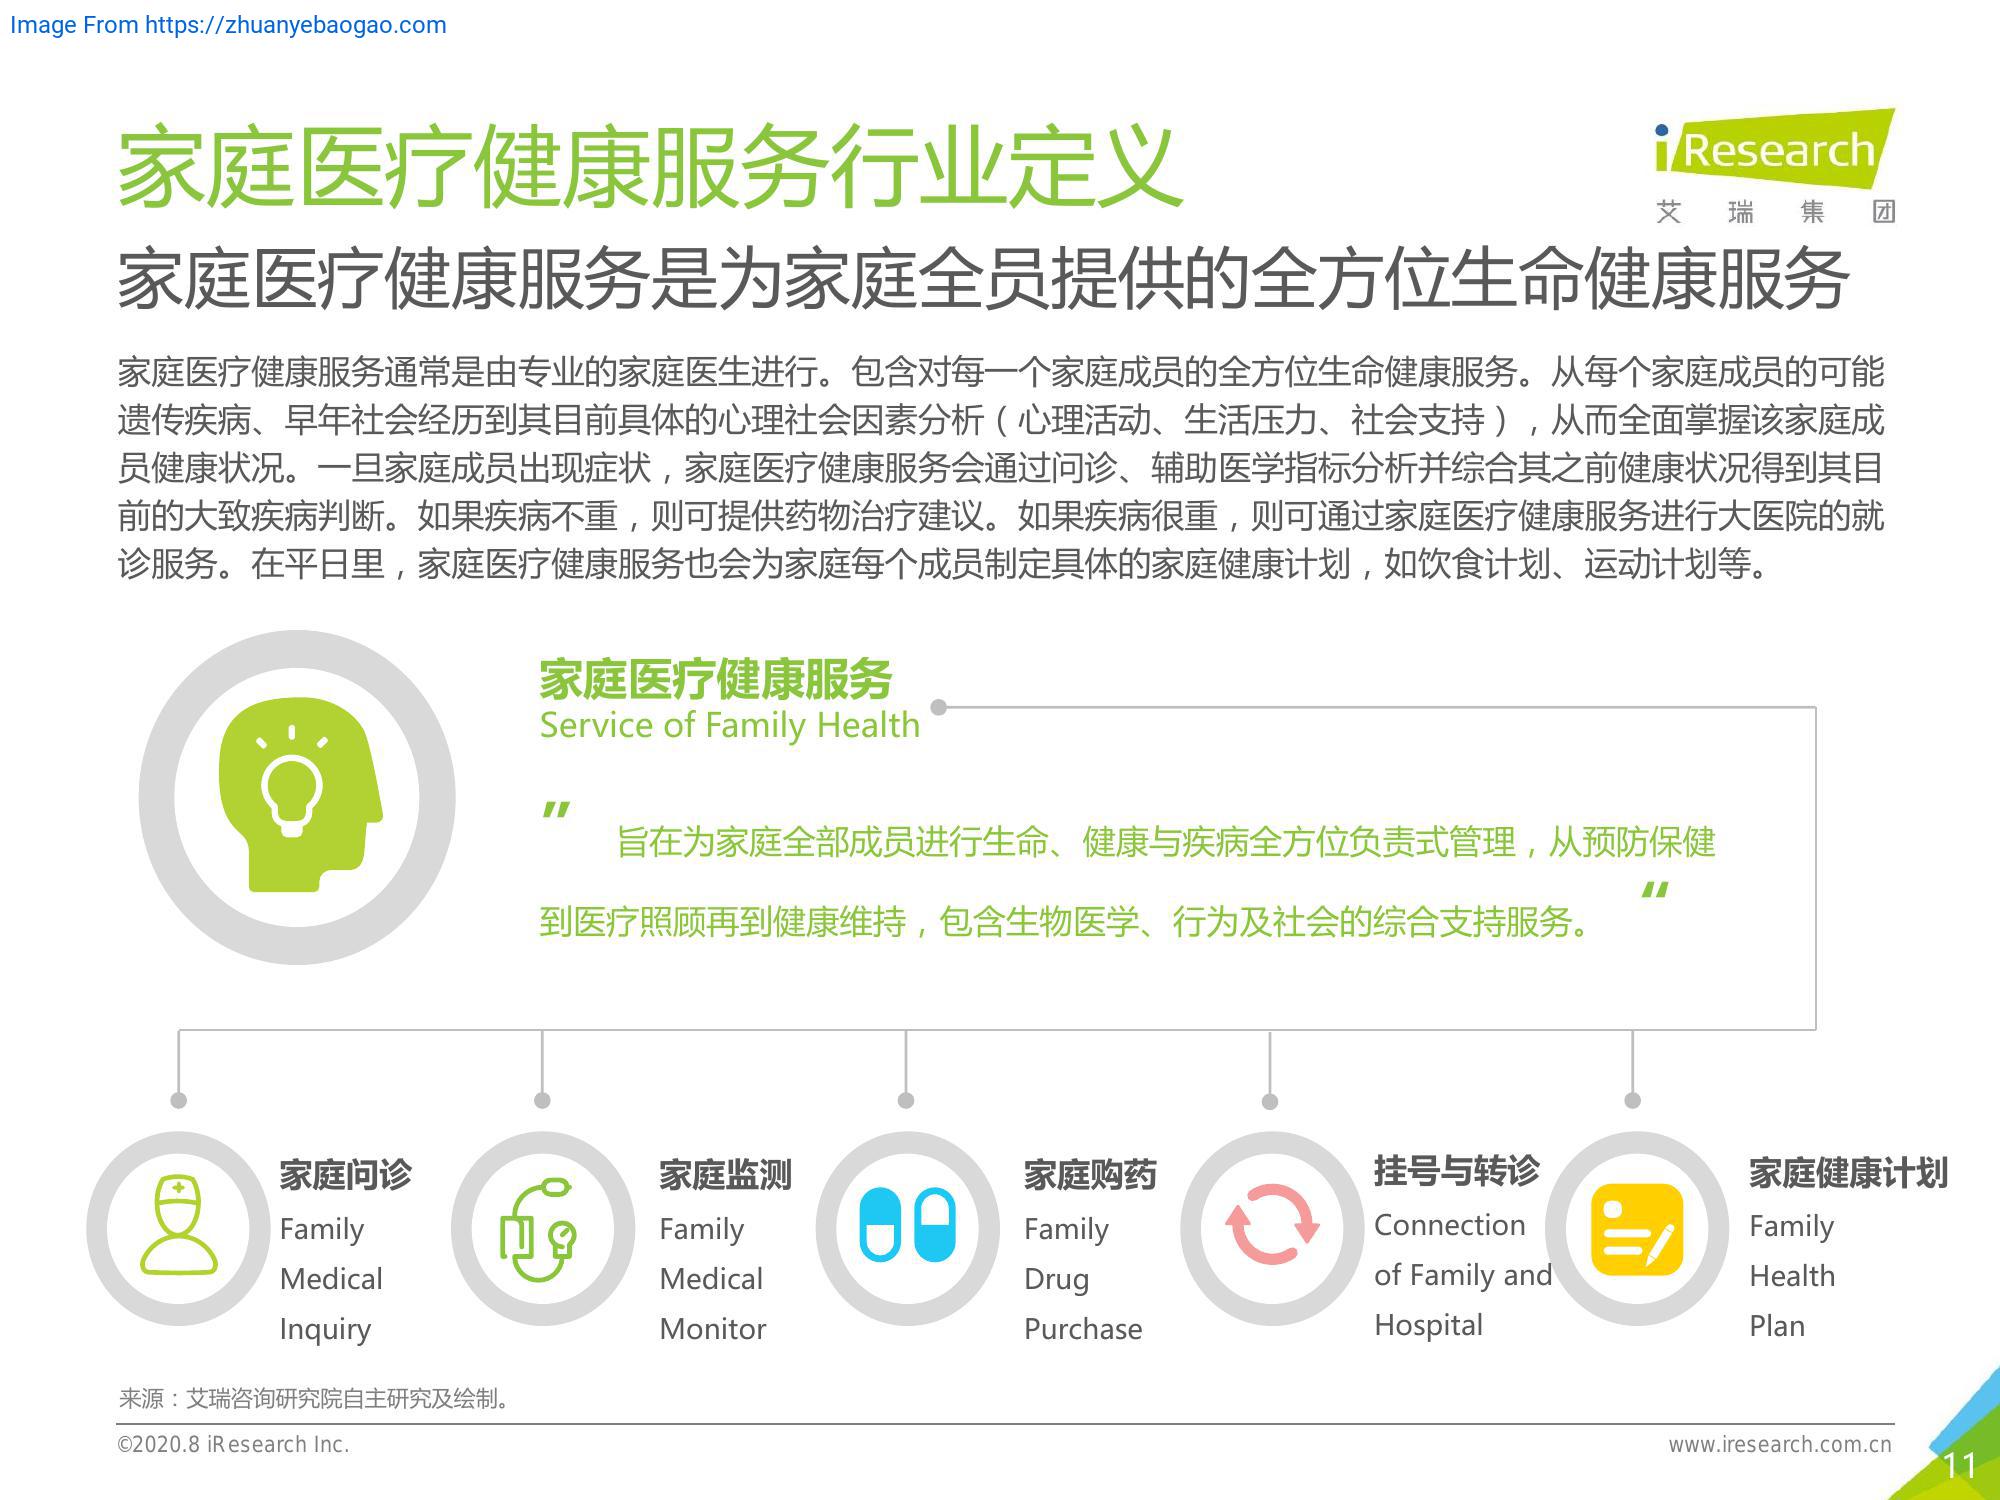 Image From https://zhuanyebaogao.com
家庭医疗健康服务行业定义
iResearch
艾瑞集团
家庭医疗健康服务是为家庭全员提供的全方位生命健康服务
家庭医疗健康服务通常是由专业的家庭医生进行。包含对每一个家庭成员的全方位生命健康服务。从每个家庭成员的可能
遗传疾病、早年社会经历到其目前具体的心理社会因素分析（心理活动、生活压力、社会支持），从而全面掌握该家庭成
员健康状况。一旦家庭成员出现症状，家庭医疗健康服务会通过问诊、辅助医学指标分析并综合其之前健康状况得到其目
前的大致疾病判断。如果疾病不重，则可提供药物治疗建议。如果疾病很重，则可通过家庭医疗健康服务进行大医院的就
诊服务。在平日里，家庭医疗健康服务也会为家庭每个成员制定具体的家庭健康计划，如饮食计划、运动计划等。
家庭医疗健康服务
Service of Family Health
”旨在为家庭全部成员进行生命、健康与疾病全方位负责式管理，从预防保健
到医疗照顾再到健康维持，包含生物医学、行为及社会的综合支持服务。“
家庭问诊
Family
Medical
Inquiry
家庭监测
Family
Medical
Monitor
家庭购药
Family
Drug
Purchase
挂号与转诊
Connection
of Family and
Hospital
家庭健康计划
Family
Health
Plan
来源：艾瑞咨询研究院自主研究及绘制。
©2020.8 iResearch Inc.
www.iresearch.com.cn
11